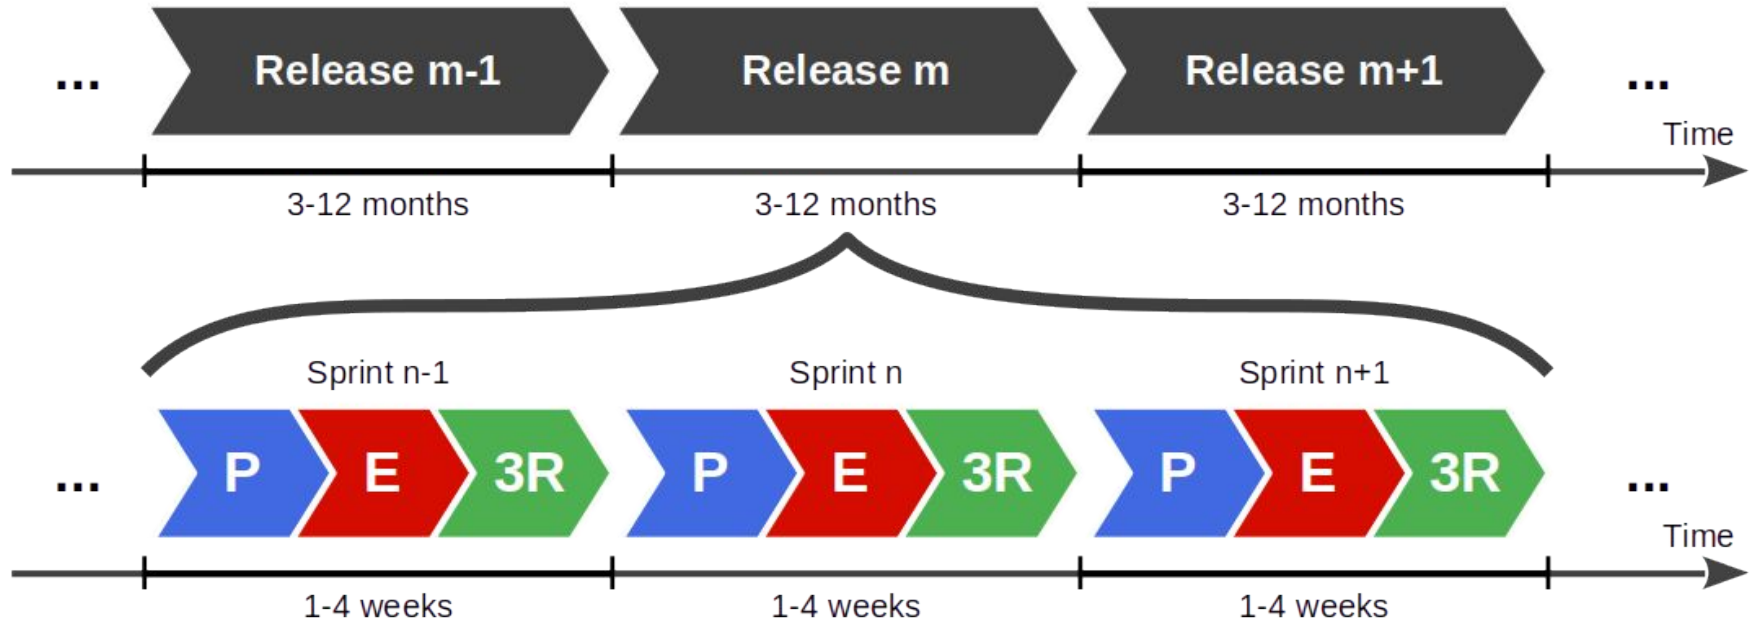 ... Release m-1 Release m Release m+1 ...
Time
3-12 months 3-12 months 3-12 months
Sprint n-1 Sprint n Sprint n+1
... P E 3R P E 3R P E 3R ...
Time
1-4 weeks 1-4 weeks 1-4 weeks